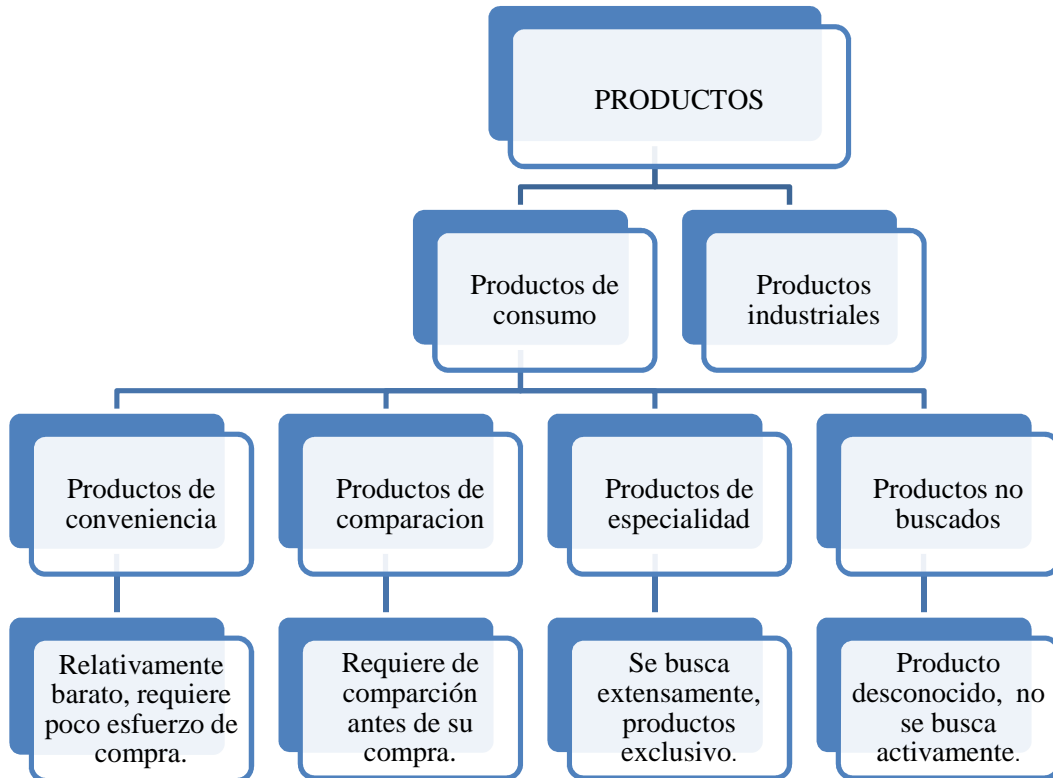 PRODUCTOS
Productos de
consumo
Productos
industriales
Productos de
conveniencia
Productos de
comparacion
Productos de
especialidad
Productos no
buscados
Relativamente
barato, requiere
poco esfuerzo de
compra.
Requiere de
comparción
antes de su
compra.
Se busca
extensamente,
productos
exclusivo.
Producto
desconocido,  no
se busca
activamente.